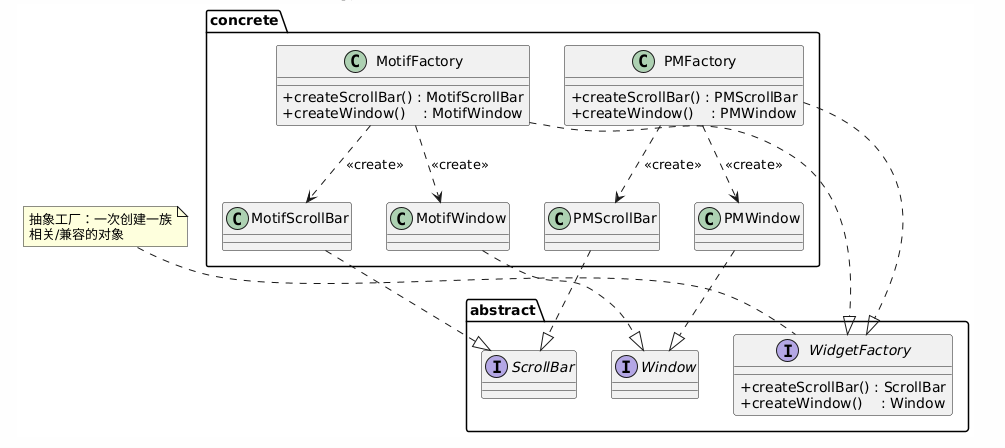 concrete
C MotifFactory
+createScrollBar() : MotifScrollBar
+createWindow() : MotifWindow
C PMFactory
+createScrollBar() : PMScrollBar
+createWindow() : PMWindow
«create»
«create»
«create»
«create»
C MotifScrollBar
C MotifWindow
C PMScrollBar
C PMWindow
抽象工厂：一次创建一族
相关/兼容的对象
abstract
I ScrollBar
I Window
I WidgetFactory
+createScrollBar() : ScrollBar
+createWindow() : Window